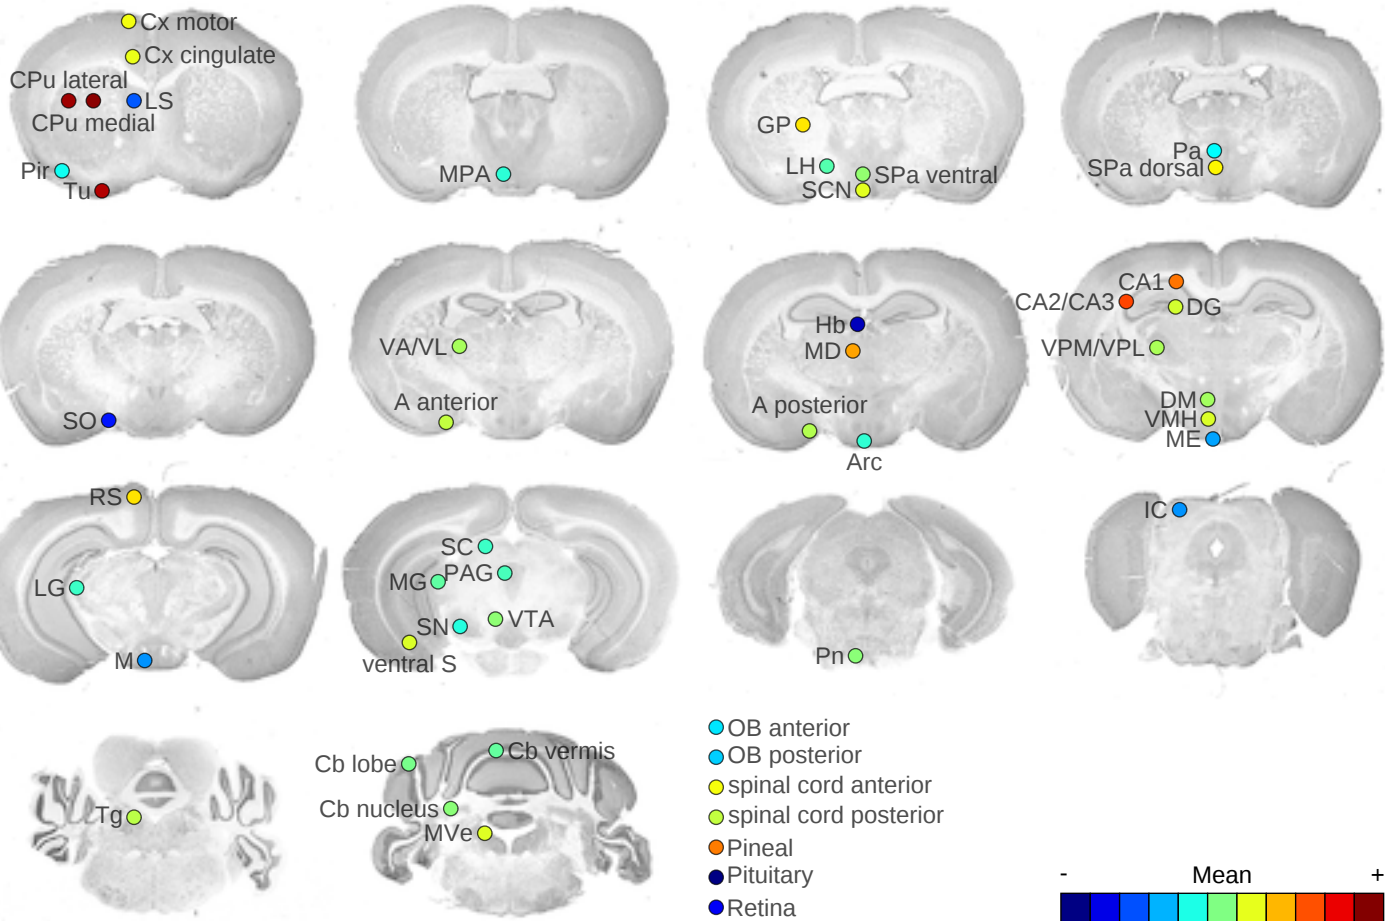 Cx motor
Cx cingulate
CPu lateral
LS
CPu medial
Pir
Tu
MPA
GP
LH
SPa ventral
SCN
Pa
SPa dorsal
SO
VA/VL
A anterior
Hb
MD
A posterior
Arc
CA1
CA2/CA3
DG
VPM/VPL
DM
VMH
ME
RS
LG
M
SC
MG
PAG
SN
VTA
ventral S
Pn
IC
Tg
Cb lobe
Cb vermis
Cb nucleus
MVe
OB anterior
OB posterior
spinal cord anterior
spinal cord posterior
Pineal
Pituitary
Retina
- Mean +